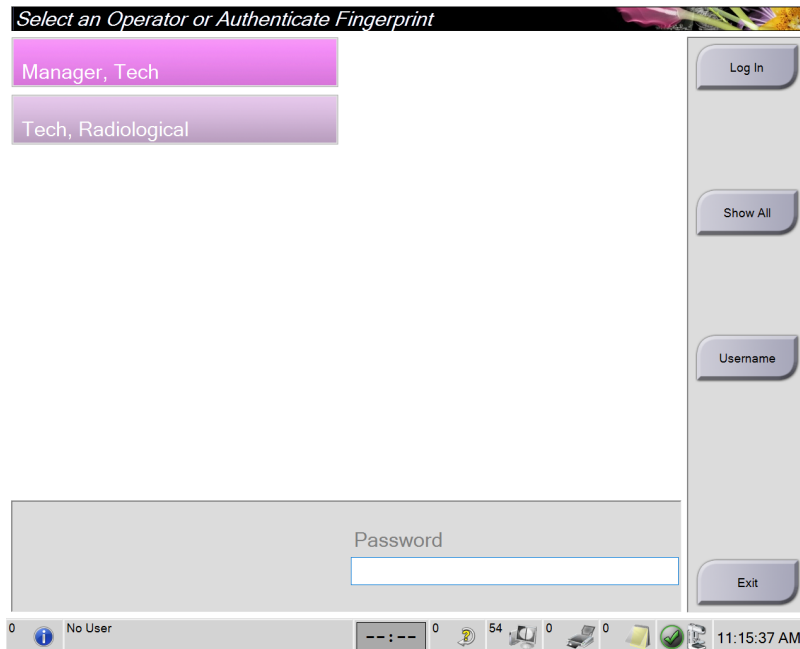 Select an Operator or Authenticate Fingerprint
Manager, Tech
Tech, Radiological
Log In
Show All
Username
Password
Exit
0
No User
--:--
0
54
0
0
11:15:37 AM